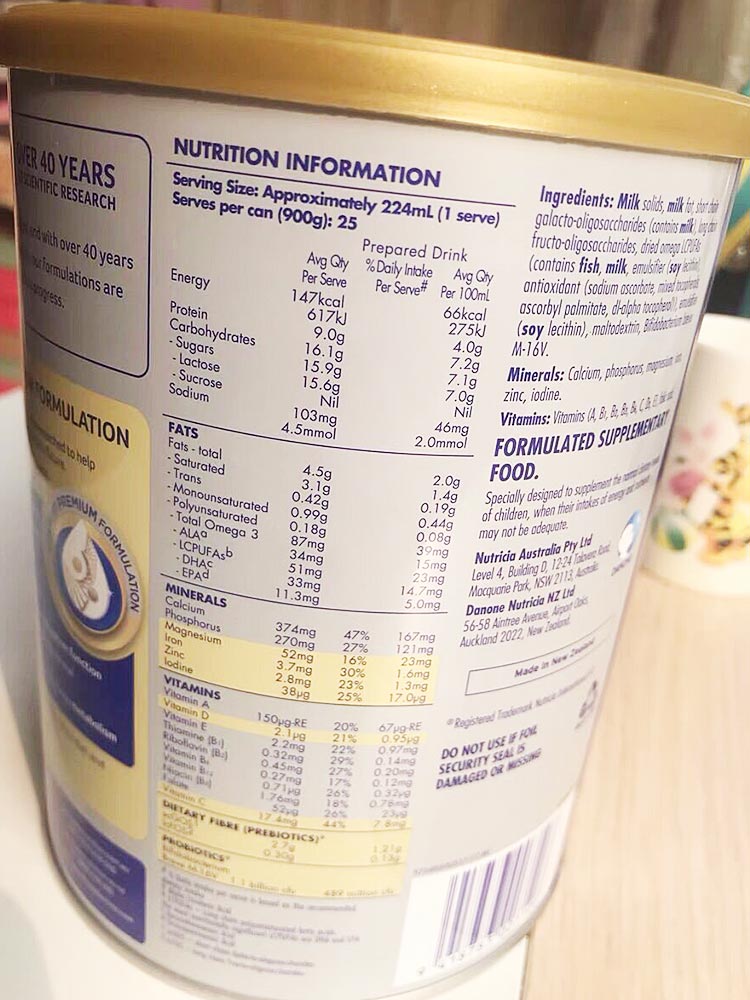 OVER 40 YEARS
SCIENTIFIC RESEARCH
and with over 40 years
our formulations are
progress.
FORMULATION
to help
PREMIUM FORMULATION
function
NUTRITION INFORMATION
Serving Size: Approximately 224mL (1 serve)
Serves per can (900g): 25
Prepared Drink
Avg Qty Per Serve %Daily Intake Per Serve# Avg Qty Per 100mL
Energy 147kcal 66kcal
617kJ 275kJ
Protein 9.0g 4.0g
Carbohydrates 16.1g 7.2g
- Sugars 15.9g 7.1g
- Lactose 15.6g 7.0g
- Sucrose Nil Nil
Sodium 103mg 46mg
4.5mmol 2.0mmol
FATS
Fats - total 4.5g 2.0g
- Saturated 3.1g 1.4g
- Trans 0.42g 0.19g
- Monounsaturated 0.99g 0.44g
- Polyunsaturated 0.18g 0.08g
- Total Omega 3 87mg 39mg
- ALAa 34mg 15mg
- LCPUFAsb 51mg 23mg
- DHAc 33mg 14.7mg
- EPAd 11.3mg 5.0mg
MINERALS
Calcium 374mg 47% 167mg
Phosphorus 270mg 27% 121mg
Magnesium 52mg 16% 23mg
Iron 3.7mg 30% 1.6mg
Zinc 2.8mg 23% 1.3mg
Iodine 38µg 25% 17.0µg
VITAMINS
Vitamin A 150µg-RE 20% 67µg-RE
Vitamin D 2.1µg 21% 0.95µg
Vitamin E 2.2mg 22% 0.97mg
Thiamine (B1) 0.32mg 29% 0.14mg
Riboflavin (B2) 0.45mg 27% 0.20mg
Vitamin B6 0.27mg 17% 0.12mg
Vitamin B12 0.71µg 26% 0.32µg
Niacin (B3) 1.76mg 18% 0.78mg
Folate 52µg 26% 23µg
Vitamin C 17.4mg 44% 7.8mg
DIETARY FIBRE (PREBIOTICS)*
2.7g 1.21g
0.30g 0.13g
PROBIOTICS*
Ingredients: Milk solids, milk fat, short chain
galacto-oligosaccharides (contains milk), long chain
fructo-oligosaccharides, dried omega LCPUFAs
(contains fish, milk, emulsifier (soy lecithin),
antioxidant (sodium ascorbate, mixed tocopherols,
ascorbyl palmitate, dl-alpha tocopherol)), emulsifier
(soy lecithin), maltodextrin, Bifidobacterium
M-16V.
Minerals: Calcium, phosphorus, magnesium, iron,
zinc, iodine.
Vitamins: Vitamins (A, B1, B2, B3, B6, C, D3, E),
FORMULATED SUPPLEMENTARY
FOOD.
Specially designed to supplement the normal
of children, when their intakes of energy and nutrients
may not be adequate.
Nutricia Australia Pty Ltd
Level 4, Building D, 12-24 Talavera Road,
Macquarie Park, NSW 2113, Australia.
Danone Nutricia NZ Ltd
56-58 Aintree Avenue, Airport Oaks,
Auckland 2022, New Zealand.
Made in New Zealand
®Registered Trademark Nutricia
DO NOT USE IF FOIL
SECURITY SEAL IS
DAMAGED OR MISSING